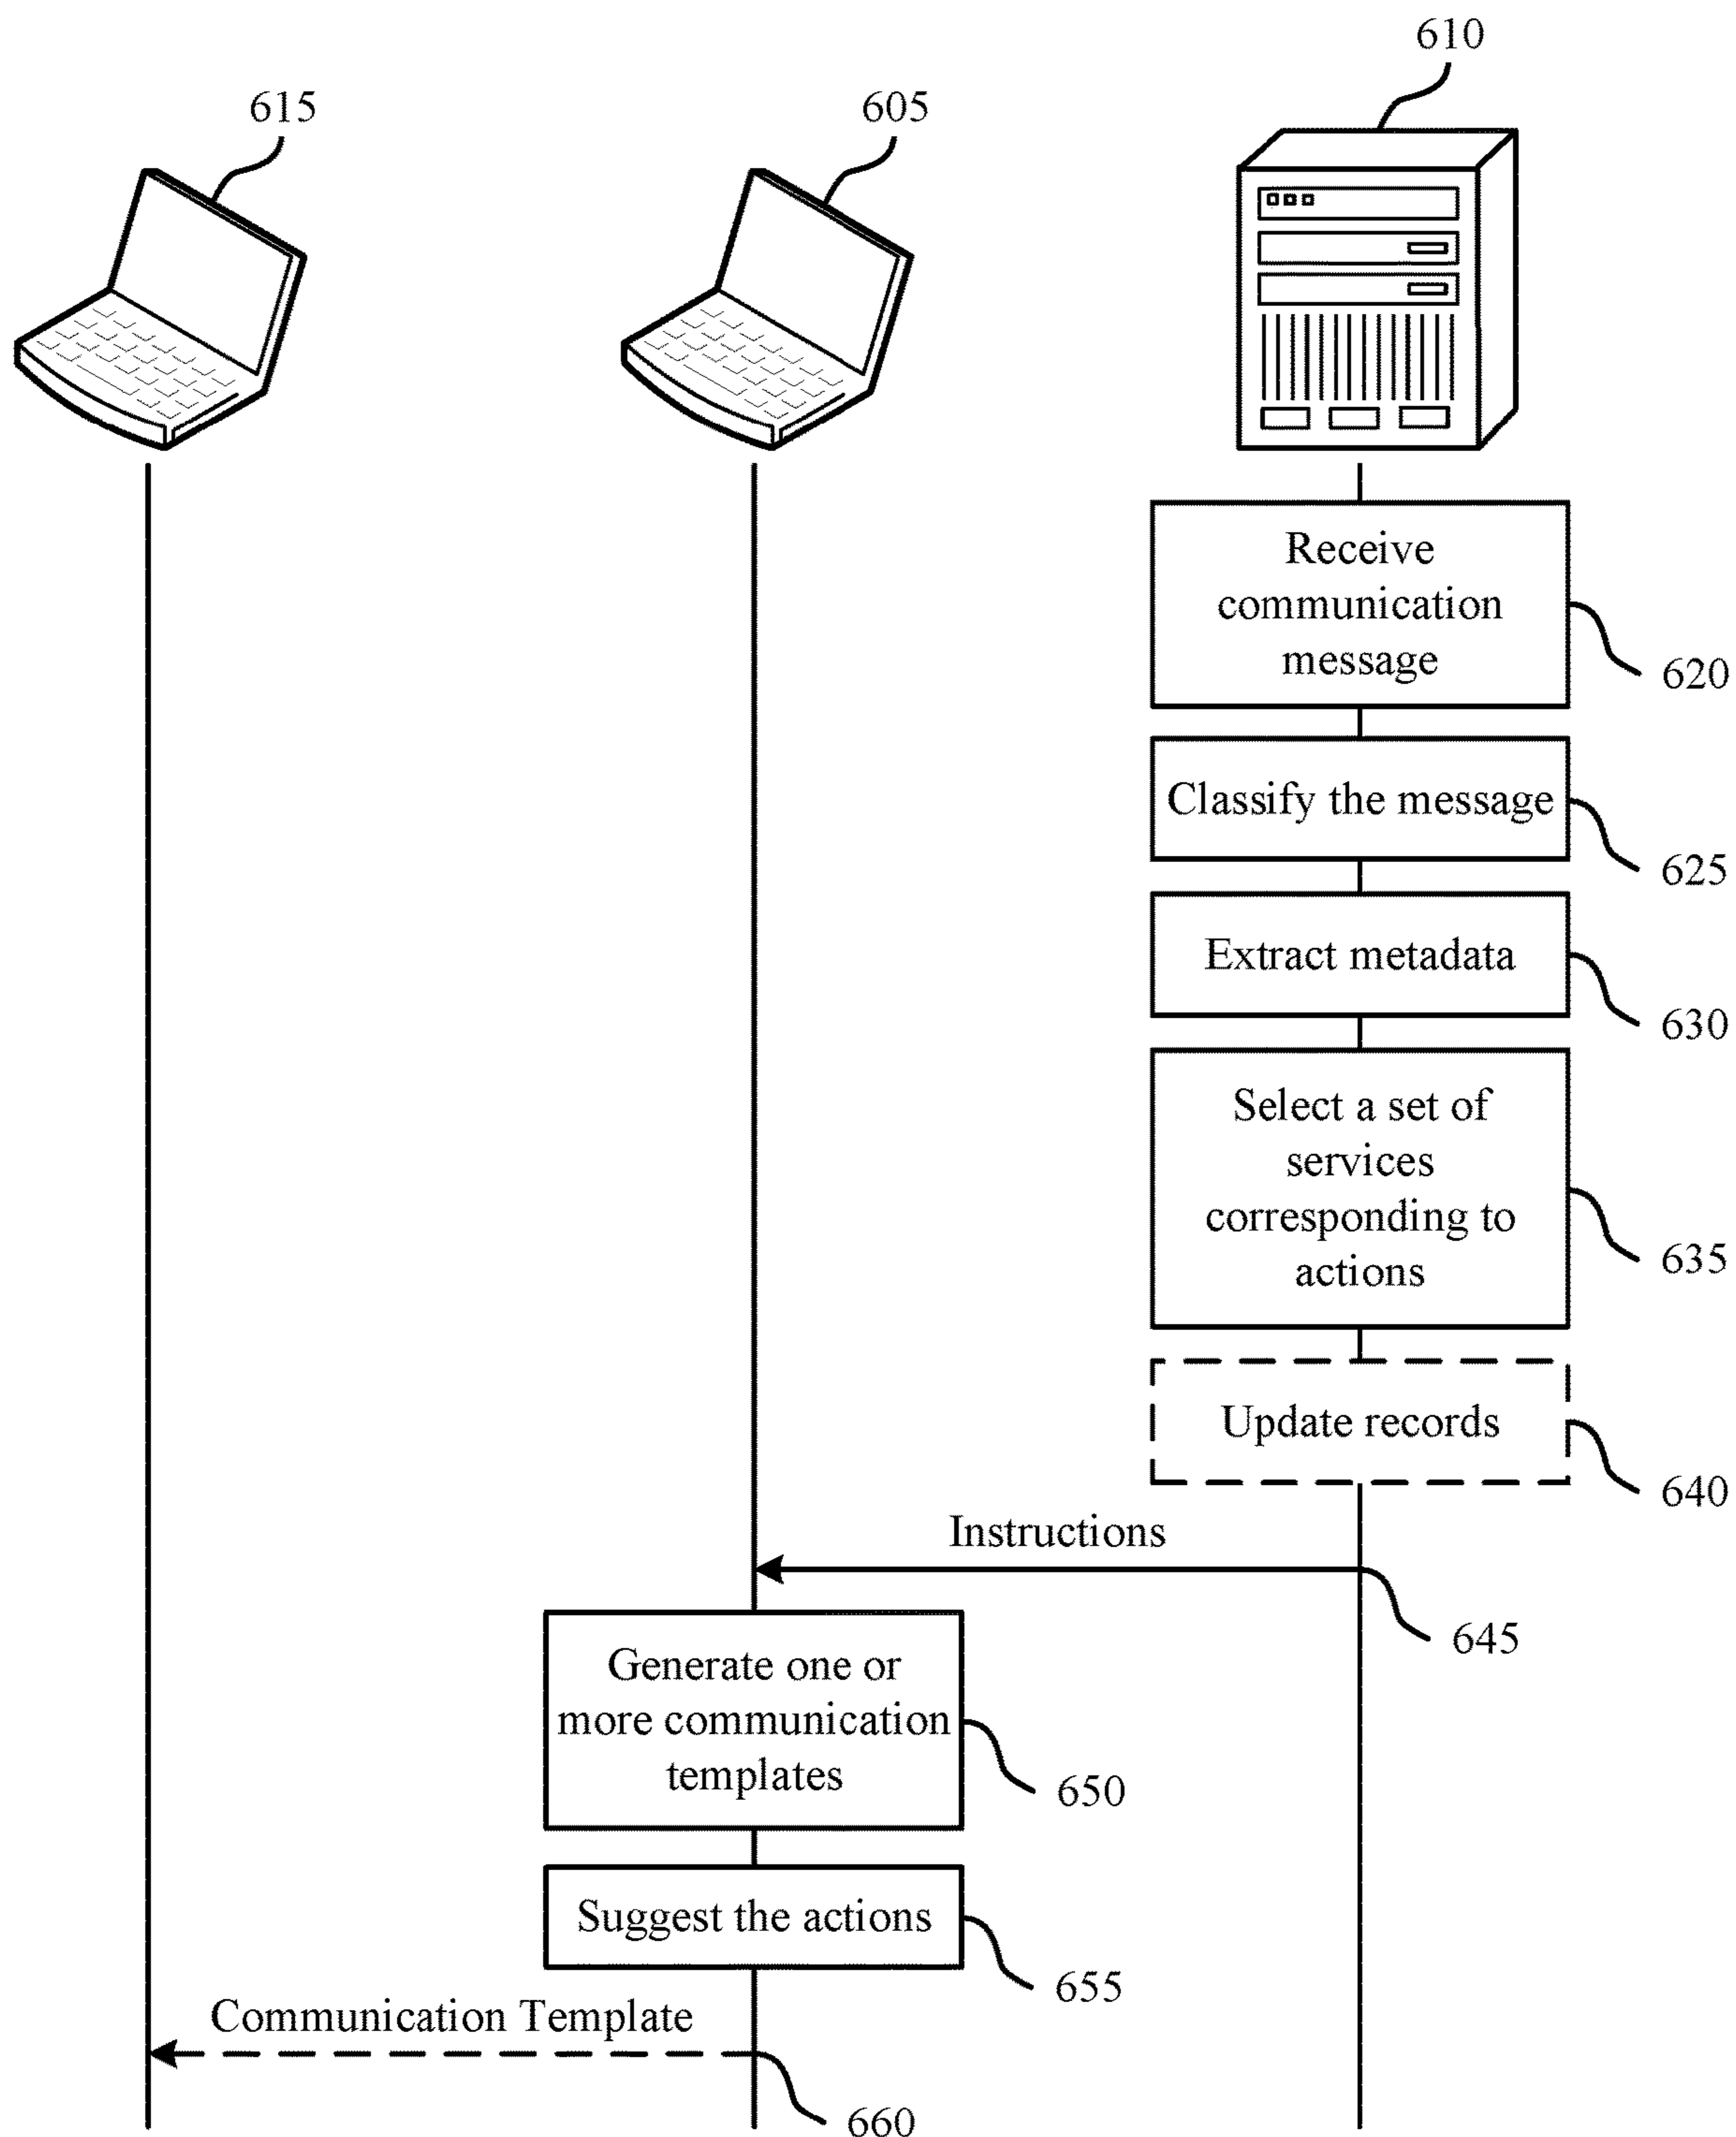 610
615
605
Receive
communication
message
620
Classify the message
625
Extract metadata
630
Select a set of
services
corresponding to
actions
635
Update records
640
Instructions
645
Generate one or
more communication
templates
650
Suggest the actions
655
Communication Template
660